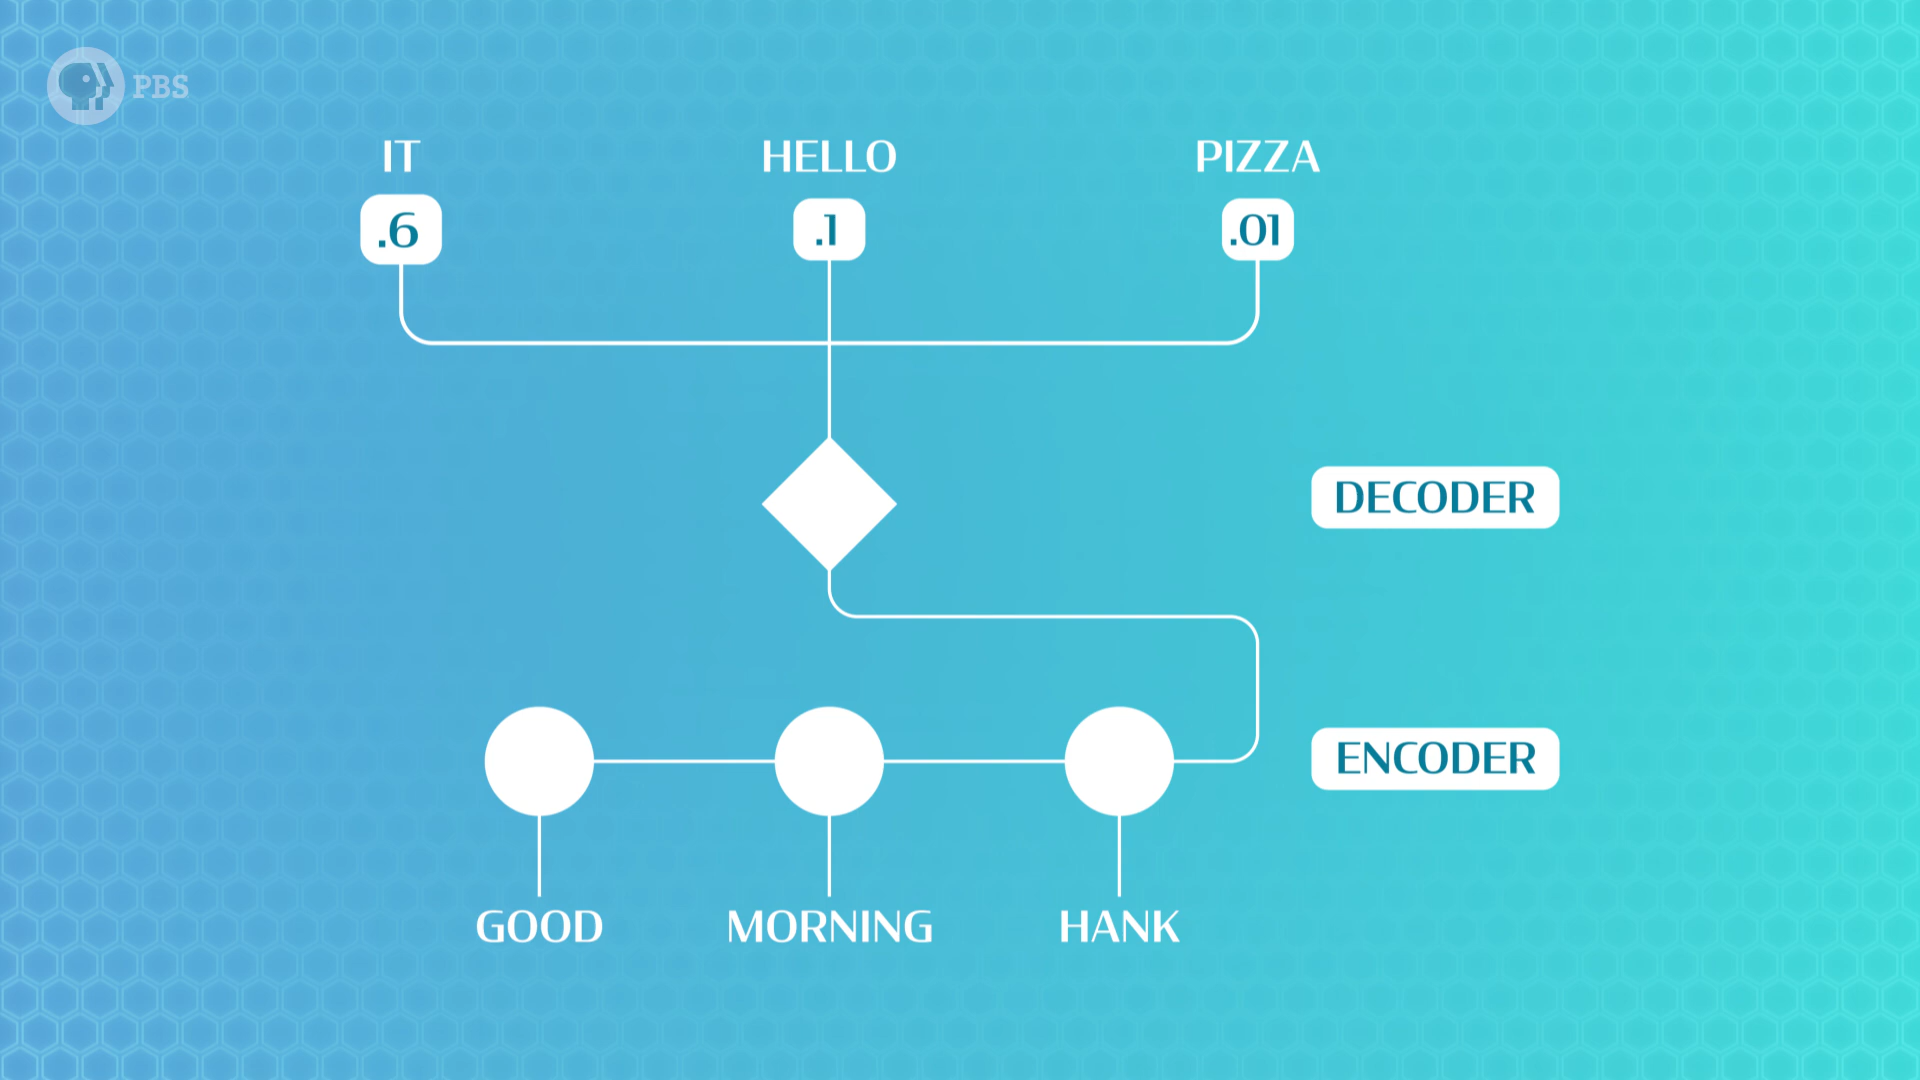 PBS
IT
HELLO
PIZZA
.6
.1
.01
DECODER
ENCODER
GOOD
MORNING
HANK